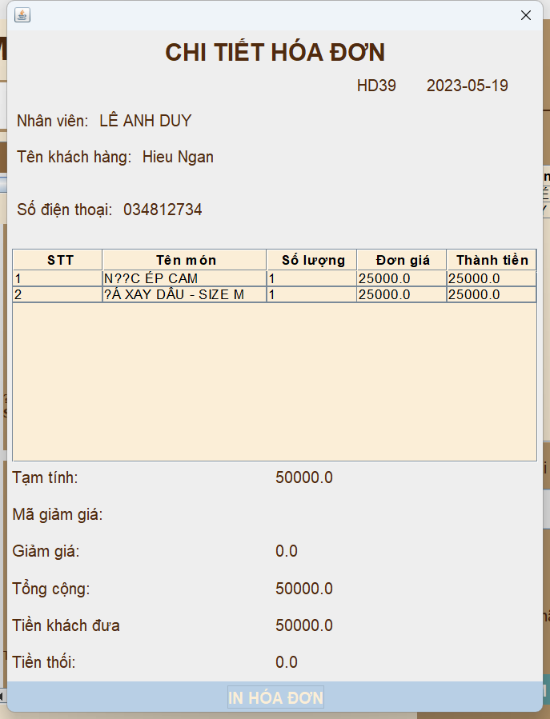 CHI TIẾT HÓA ĐƠN
HD39 2023-05-19
Nhân viên: LÊ ANH DUY
Tên khách hàng: Hieu Ngan
Số điện thoại: 034812734
STT Tên món Số lượng Đơn giá Thành tiền
1 N??C ÉP CAM 1 25000.0 25000.0
2 ?Á XAY DÂU - SIZE M 1 25000.0 25000.0
Tạm tính: 50000.0
Mã giảm giá:
Giảm giá: 0.0
Tổng cộng: 50000.0
Tiền khách đưa 50000.0
Tiền thối: 0.0
IN HÓA ĐƠN